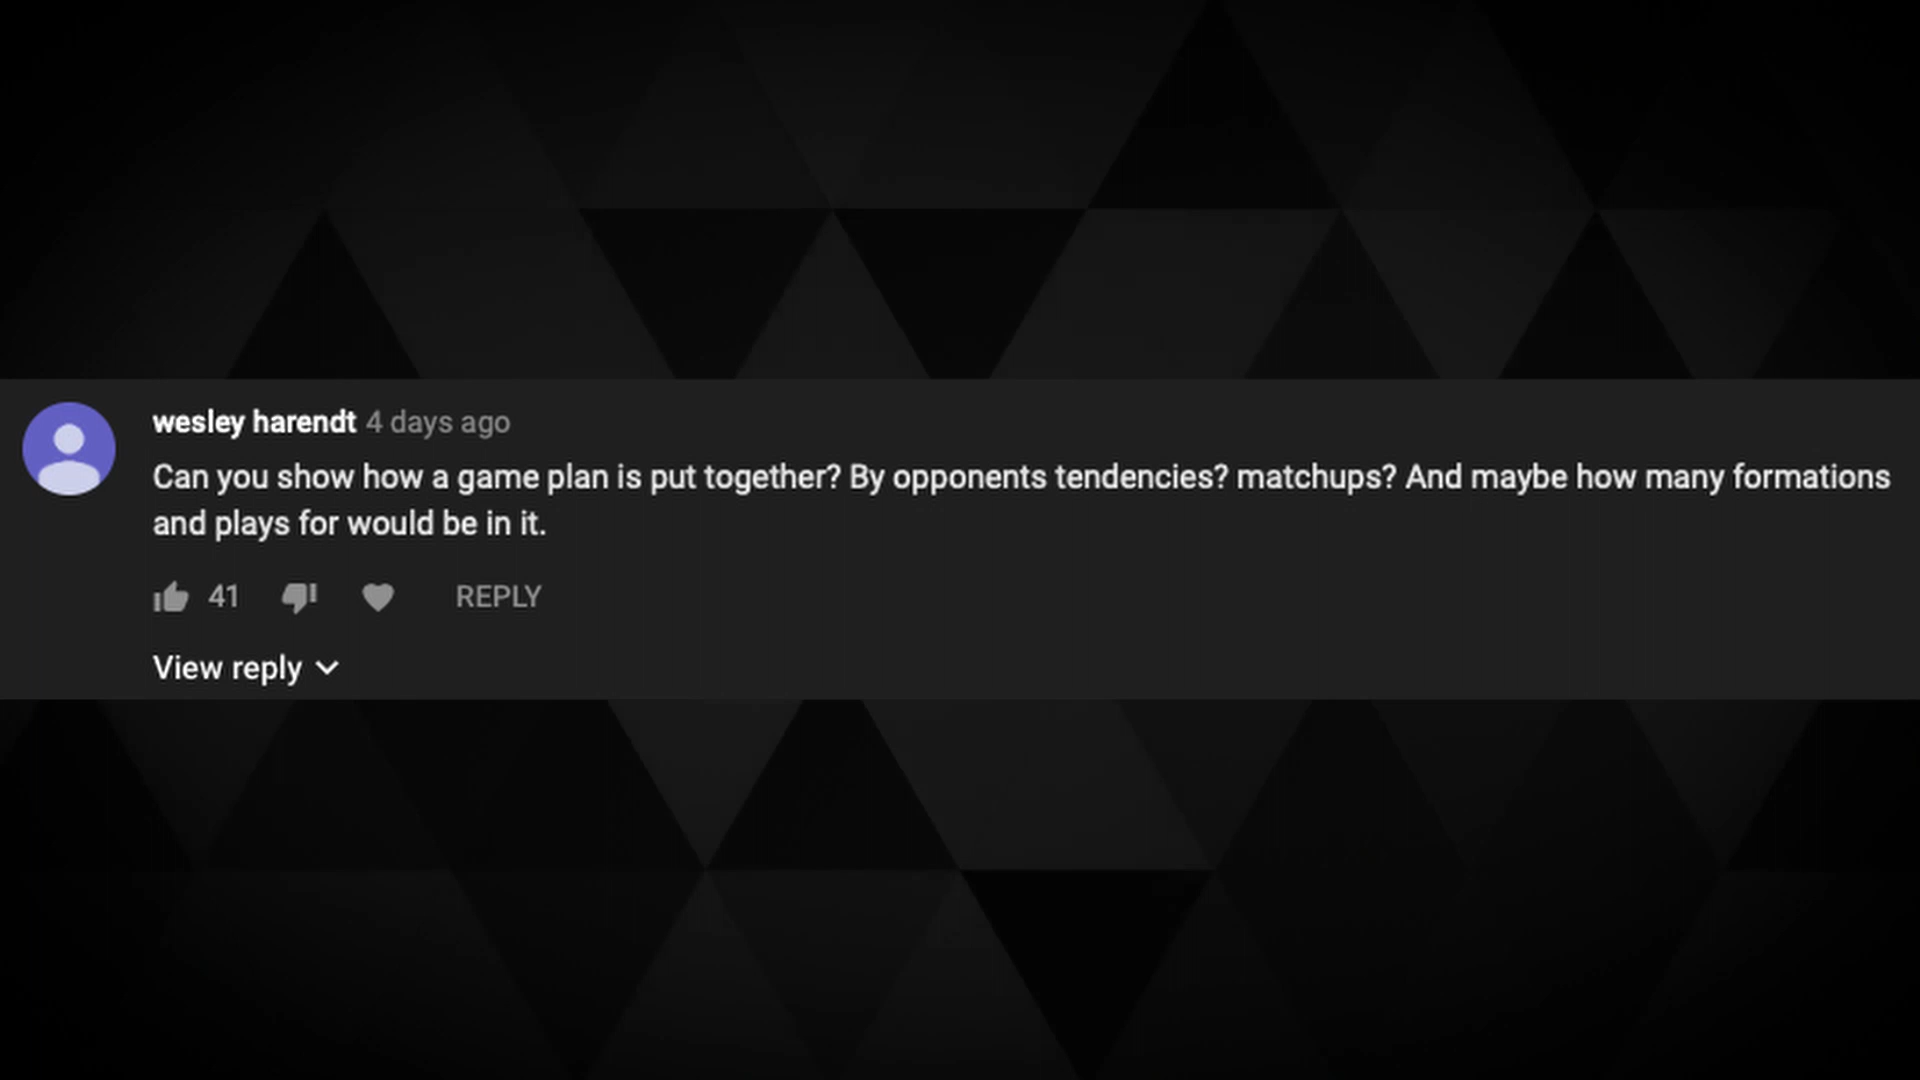 wesley harendt 4 days ago
Can you show how a game plan is put together? By opponents tendencies? matchups? And maybe how many formations
and plays for would be in it.
41 REPLY
View reply